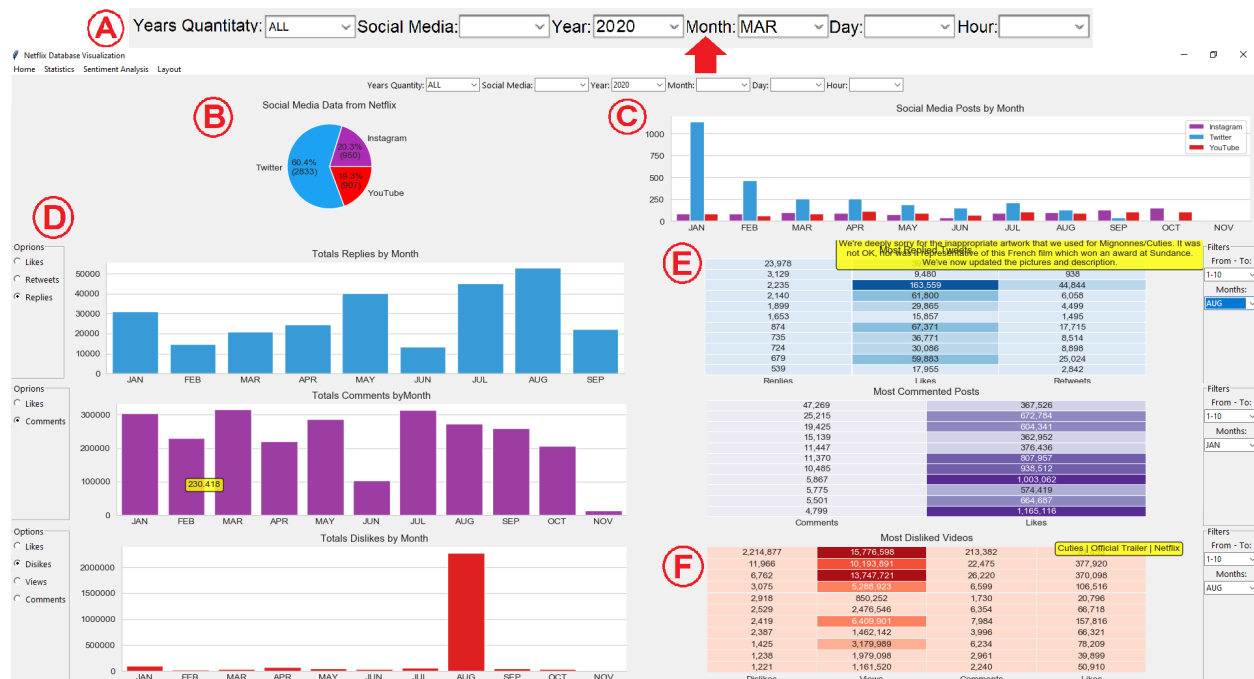 A Years Quantitaty: ALL Social Media: Year: 2020 Month: MAR Day: Hour:
Netflix Database Visualization
Home Statistics Sentiment Analysis Layout
Years Quantity: ALL Social Media: Year: 2020 Month: Day: Hour:
B
Social Media Data from Netflix
Instagram
20.3%
(950)
Twitter
60.4%
(2833)
19.3%
(907)
YouTube
C
Social Media Posts by Month
Instagram
Twitter
YouTube
1000
750
500
250
0
JAN FEB MAR APR MAY JUN JUL AUG SEP OCT NOV
D
Oprions
Likes
Retweets
Replies
Totals Replies by Month
50000
40000
30000
20000
10000
0
JAN FEB MAR APR MAY JUN JUL AUG SEP
Oprions
Likes
Comments
Totals Comments byMonth
300000
200000
100000
0
230.418
JAN FEB MAR APR MAY JUN JUL AUG SEP OCT NOV
Options
Likes
Disikes
Views
Comments
Totals Dislikes by Month
2000000
1500000
1000000
500000
0
JAN FEB MAR APR MAY JUN JUL AUG SEP OCT NOV
E
Most Replied Tweets
We're deeply sorry for the inappropriate artwork that we used for Mignonnes/Cuties. It was
not OK, nor was it representative of this French film which won an award at Sundance.
We've now updated the pictures and description.
23,978
3,129 9,480 938
2,235 163,559 44,844
2,140 61,800 6,058
1,899 29,865 4,499
1,653 15,857 1,495
874 67,371 17,715
735 36,771 8,514
724 30,086 8,898
679 59,883 25,024
539 17,955 2,842
Replies Likes Retweets
Filters
From - To:
1-10
Months:
AUG
Most Commented Posts
47,269 367,526
25,215 672,784
19,425 604,341
15,139 362,952
11,447 376,436
11,370 807,957
10,485 938,512
5,867 1,003,062
5,775 574,419
5,501 664,687
4,799 1,165,116
Comments Likes
Filters
From - To:
1-10
Months:
JAN
F
Most Disliked Videos
Cuties | Official Trailer | Netflix
2,214,877 15,776,598 213,382
11,966 10,193,891 22,475 377,920
6,762 13,747,721 26,220 370,098
3,075 5,288,923 6,599 106,516
2,918 850,252 1,730 20,796
2,529 2,476,546 6,354 66,718
2,419 6,409,901 7,984 157,816
2,387 1,462,142 3,996 66,321
1,425 3,179,989 6,234 78,209
1,238 1,979,098 2,961 39,899
1,221 1,161,520 2,240 50,910
Dislikes Views Comments Likes
Filters
From - To:
1-10
Months:
AUG